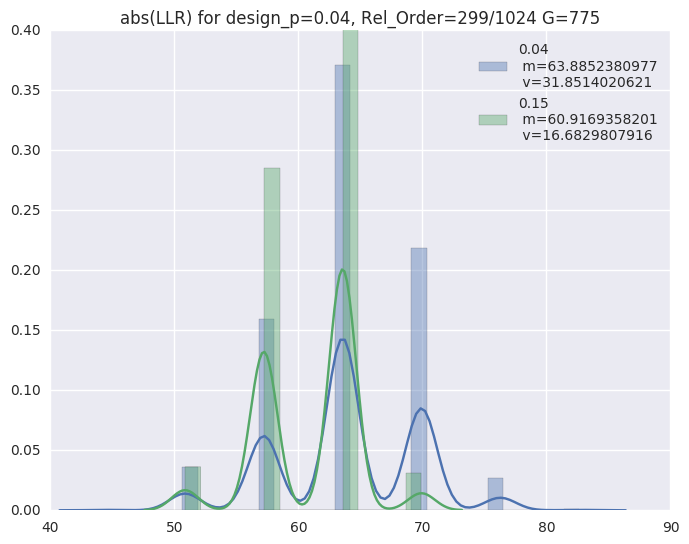 abs(LLR) for design_p=0.04, Rel_Order=299/1024 G=775
0.04
m=63.8852380977
v=31.8514020621
0.15
m=60.9169358201
v=16.6829807916
0.40
0.35
0.30
0.25
0.20
0.15
0.10
0.05
0.00
40 50 60 70 80 90